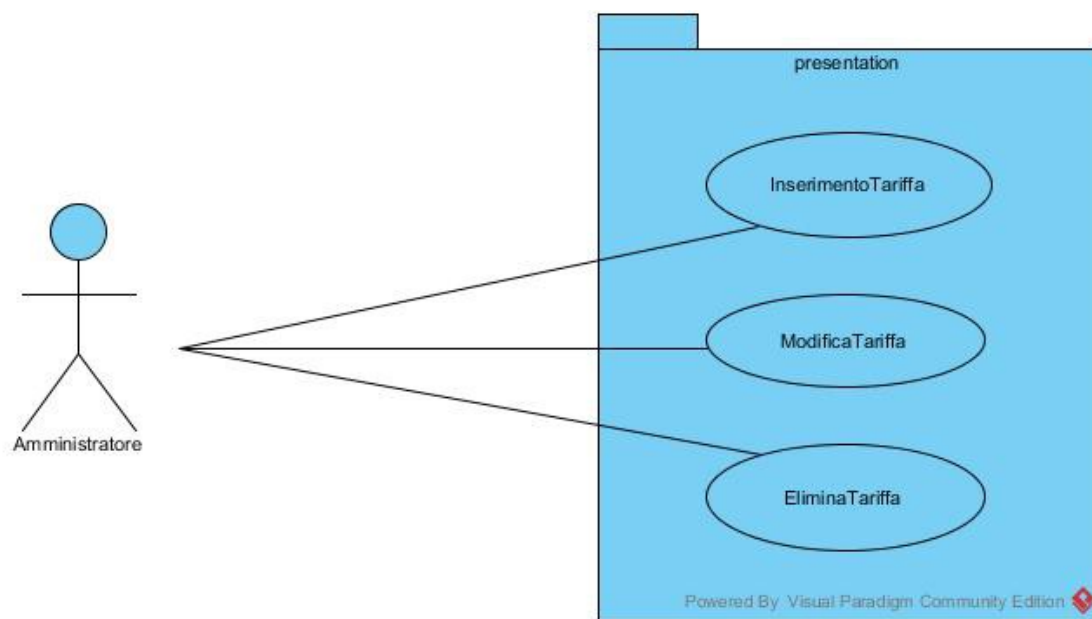 presentation
InserimentoTariffa
ModificaTariffa
Amministratore
EliminaTariffa
Powered By Visual Paradigm Community Edition